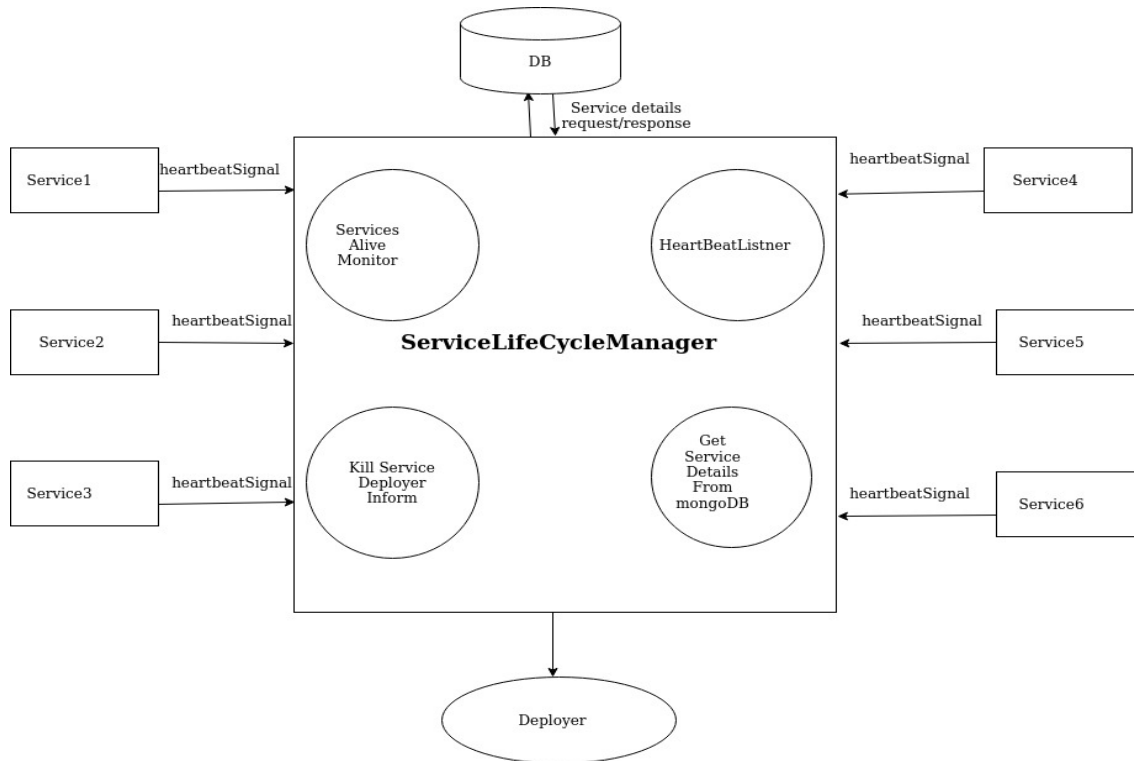 DB
Service details
request/response
Service1
heartbeatSignal
heartbeatSignal
Service4
Services
Alive
Monitor
HeartBeatListner
Service2
heartbeatSignal
ServiceLifeCycleManager
heartbeatSignal
Service5
Service3
heartbeatSignal
Kill Service
Deployer
Inform
Get
Service
Details
From
mongoDB
heartbeatSignal
Service6
Deployer